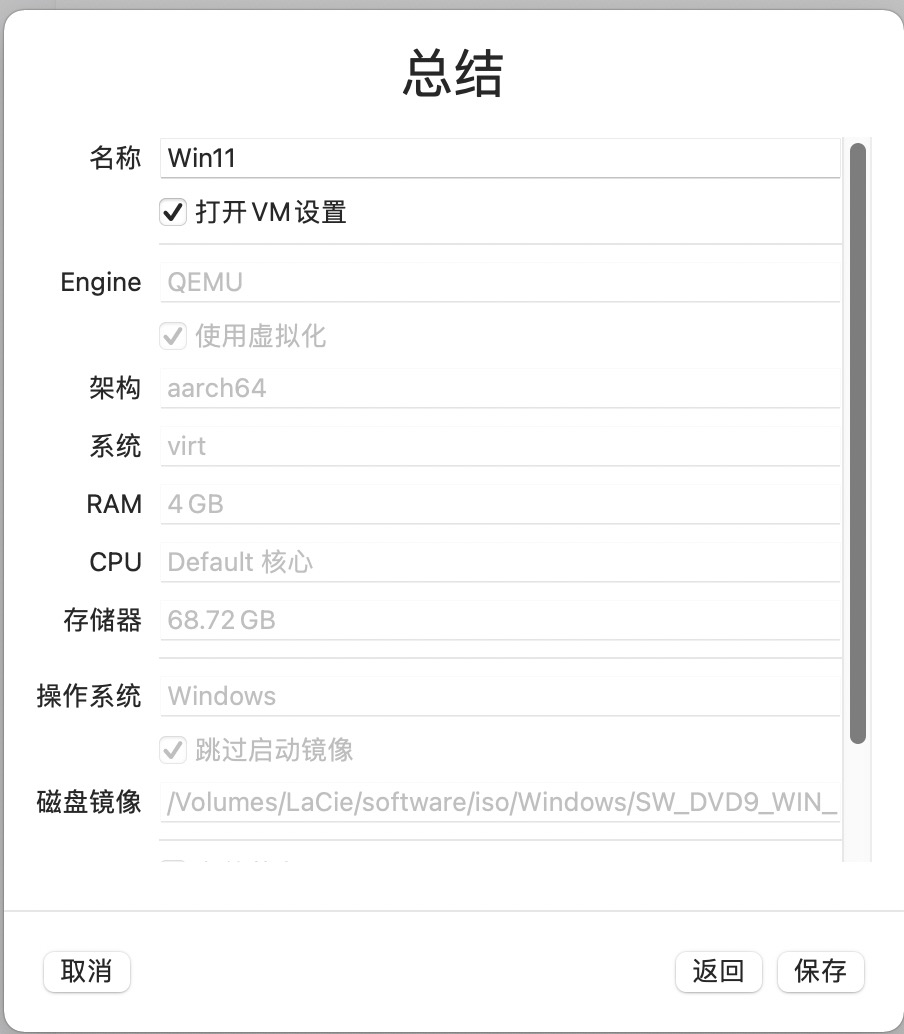 总结
名称 Win11
打开 VM 设置
Engine QEMU
使用虚拟化
架构 aarch64
系统 virt
RAM 4 GB
CPU Default 核心
存储器 68.72 GB
操作系统 Windows
跳过启动镜像
磁盘镜像 /Volumes/LaCie/software/iso/Windows/SW_DVD9_WIN_
取消 返回 保存